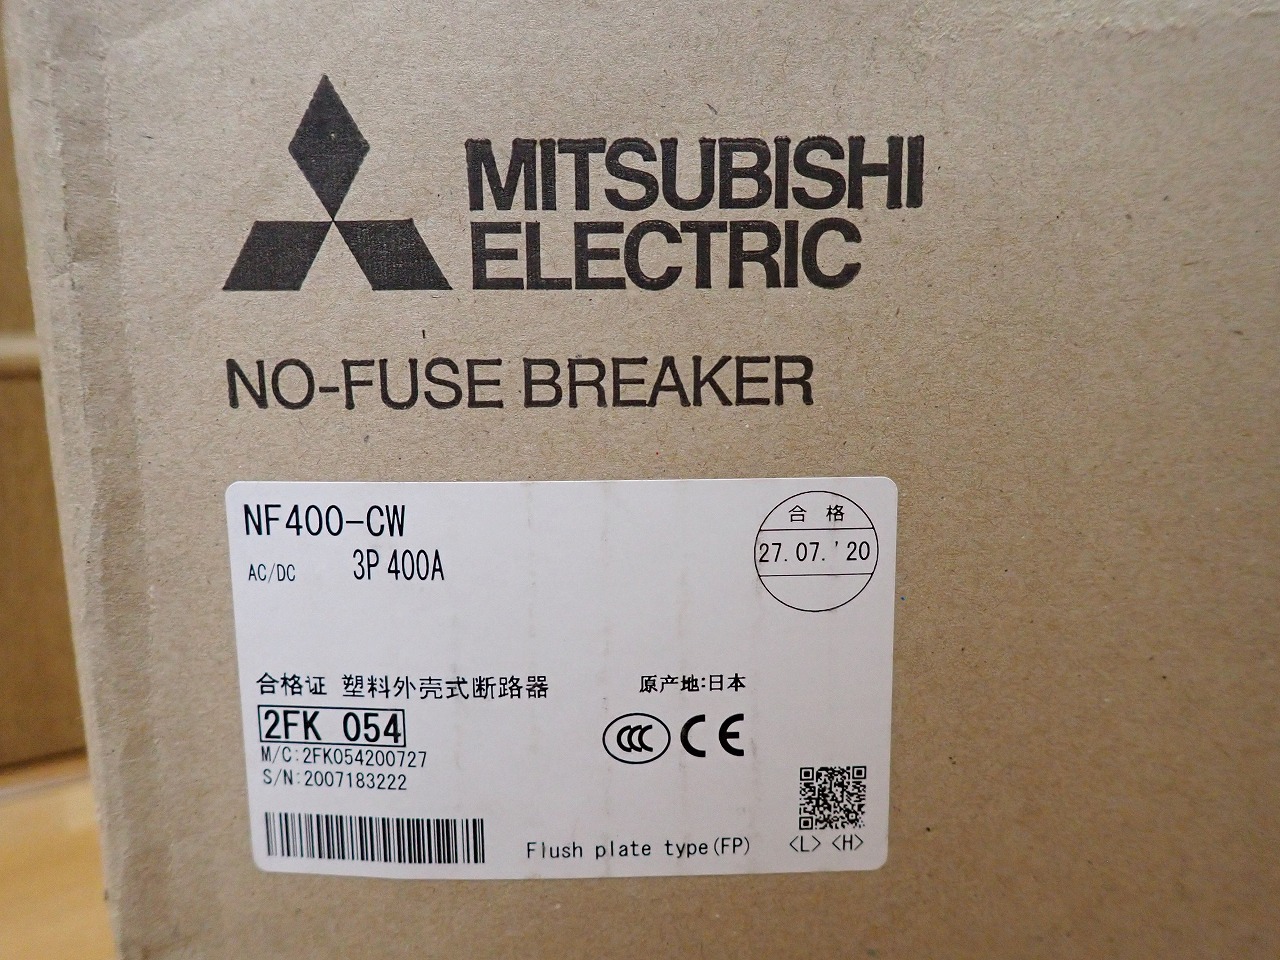 MITSUBISHI
ELECTRIC
NO-FUSE BREAKER
NF400-CW
AC/DC 3P 400A
合格
27.07.'20
合格证 塑料外壳式断路器
原产地:日本
2FK 054
M/C:2FK054200727
S/N:2007183222
CCC CE
Flush plate type(FP)
<L> <H>